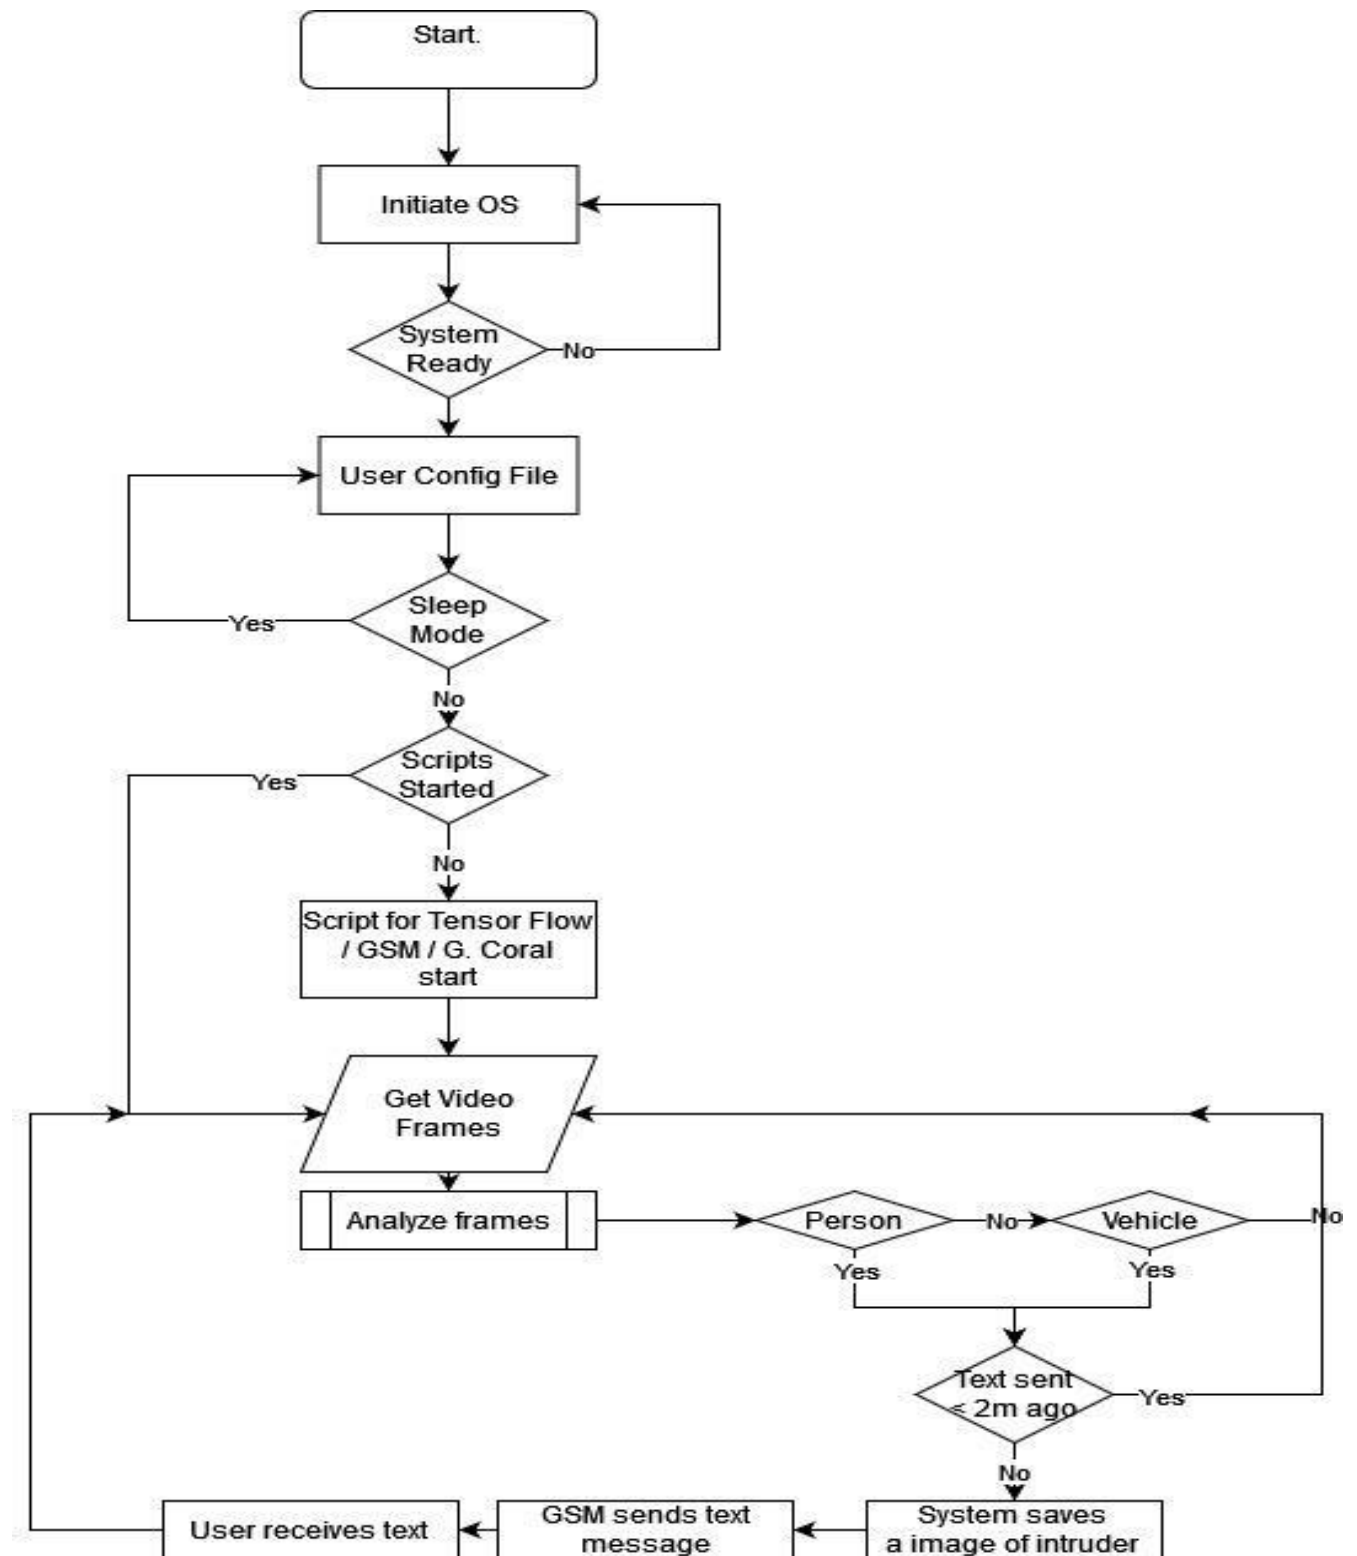 Start.
Initiate OS
System
Ready
No
User Config File
Sleep
Mode
Yes
No
Scripts
Started
Yes
No
Script for Tensor Flow
/ GSM / G. Coral
start
Get Video
Frames
Analyze frames
Person
No
Vehicle
No
Yes
Yes
Text sent
< 2m ago
Yes
No
User receives text
GSM sends text
message
System saves
a image of intruder